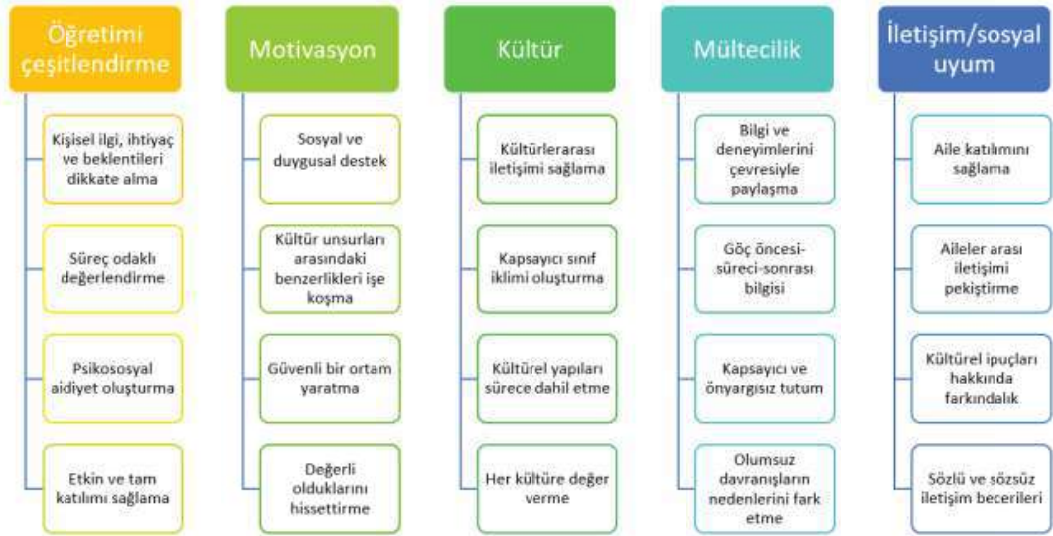 Öğretimi
çeşitlendirme
Kişisel ilgi, ihtiyaç
ve beklentileri
dikkate alma
Süreç odaklı
değerlendirme
Psikososyal
aidiyet oluşturma
Etkin ve tam
katılımı sağlama
Motivasyon
Sosyal ve
duygusal destek
Kültür unsurları
arasındaki
benzerlikleri işe
koşma
Güvenli bir ortam
yaratma
Değerli
olduklarını
hissettirme
Kültür
Kültürlerarası
iletişimi sağlama
Kapsayıcı sınıf
iklimi oluşturma
Kültürel yapıları
sürece dahil etme
Her kültüre değer
verme
Mültecilik
Bilgi ve
deneyimlerini
çevresiyle
paylaşma
Göç öncesi-
süreci-sonrası
bilgisi
Kapsayıcı ve
önyargısız tutum
Olumsuz
davranışların
nedenlerini fark
etme
İletişim/sosyal
uyum
Aile katılımını
sağlama
Aileler arası
iletişimi
pekiştirme
Kültürel ipuçları
hakkında
farkındalık
Sözlü ve sözsüz
iletişim becerileri